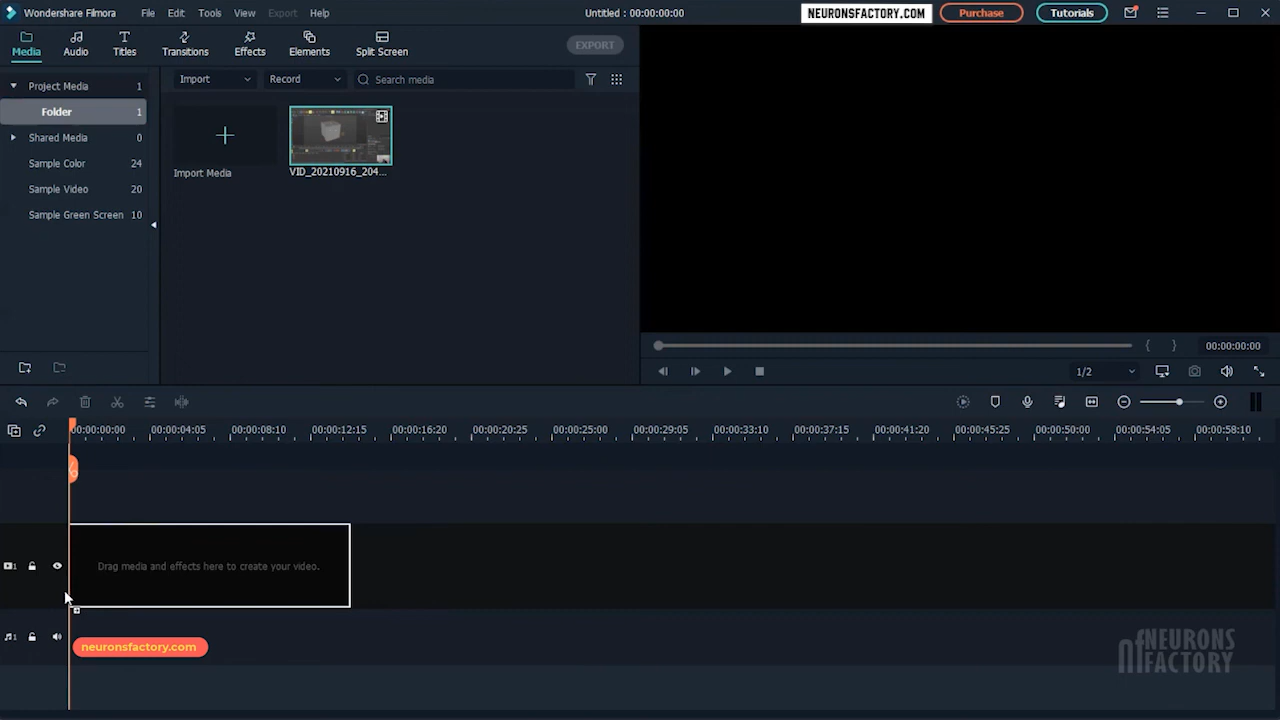 Wondershare Filmora
File
Edit
Tools
View
Export
Help
Untitled : 00:00:00:00
NEURONSFACTORY.COM
Purchase
Tutorials
Media
Audio
Titles
Transitions
Effects
Elements
Split Screen
EXPORT
Project Media 1
Folder 1
Shared Media 0
Sample Color 24
Sample Video 20
Sample Green Screen 10
Import
Record
Search media
Import Media
VID_20210916_204...
00:00:00:00
1/2
00:00:00:00 00:00:04:05 00:00:08:10 00:00:12:15 00:00:16:20 00:00:20:25 00:00:25:00 00:00:29:05 00:00:33:10 00:00:37:15 00:00:41:20 00:00:45:25 00:00:50:00 00:00:54:05 00:00:58:10
1
Drag media and effects here to create your video.
1
neuronsfactory.com
nf NEURONS
FACTORY